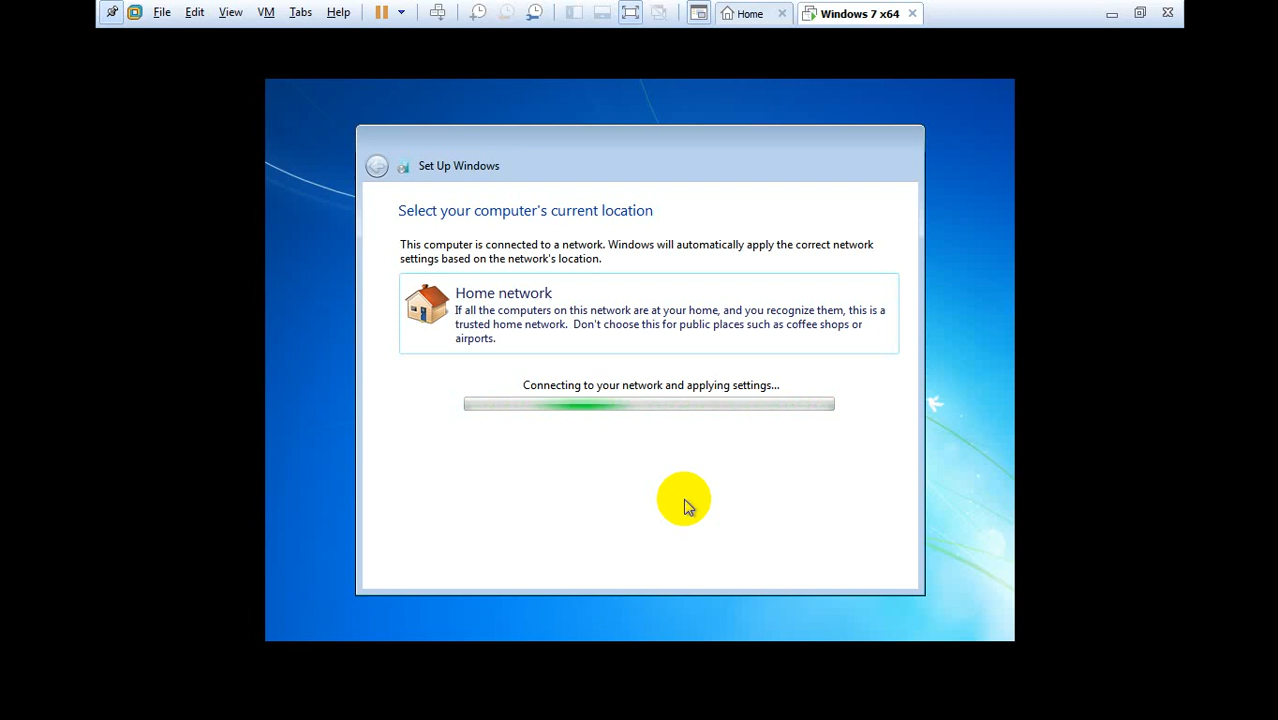 File Edit View VM Tabs Help Home Windows 7 x64
Set Up Windows
Select your computer's current location
This computer is connected to a network. Windows will automatically apply the correct network
settings based on the network's location.
Home network
If all the computers on this network are at your home, and you recognize them, this is a
trusted home network. Don't choose this for public places such as coffee shops or
airports.
Connecting to your network and applying settings...